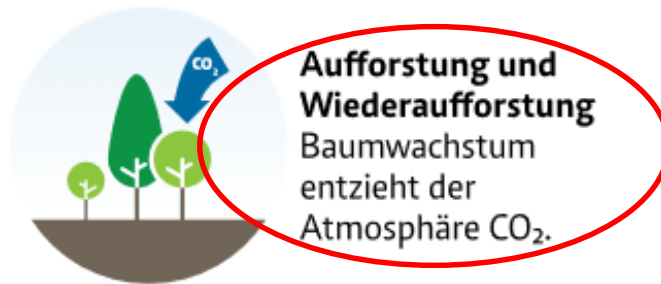 CO₂
Aufforstung und
Wiederaufforstung
Baumwachstum
entzieht der
Atmosphäre CO₂.